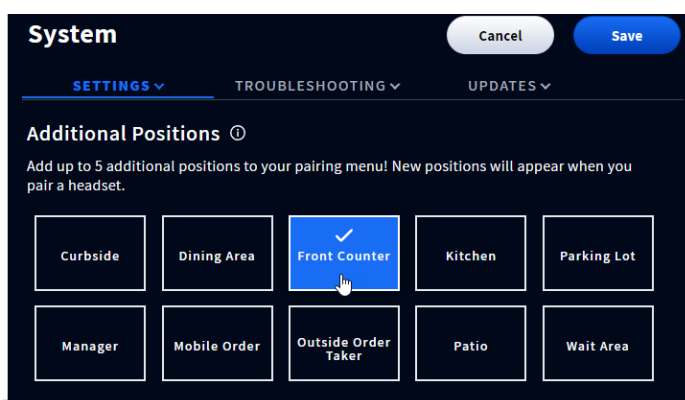 System
Cancel
Save
SETTINGS
TROUBLESHOOTING
UPDATES
Additional Positions
Add up to 5 additional positions to your pairing menu! New positions will appear when you
pair a headset.
Curbside
Dining Area
Front Counter
Kitchen
Parking Lot
Manager
Mobile Order
Outside Order
Taker
Patio
Wait Area